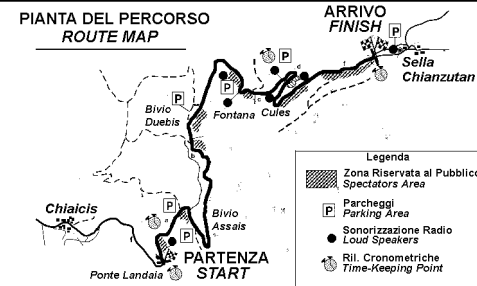 PIANTA DEL PERCORSO
ROUTE MAP
ARRIVO
FINISH
P
P
Sella
Chianzutan
P
P
Bivio
Duebis
Fontana
Cules
Legenda
Zona Riservata al Pubblico
Spectators Area
P
Parcheggi
Parking Area
Sonorizzazione Radio
Loud Speakers
Ril. Cronometriche
Time-Keeping Point
Chiaicis
P
P
Bivio
Assais
PARTENZA
START
Ponte Landaia